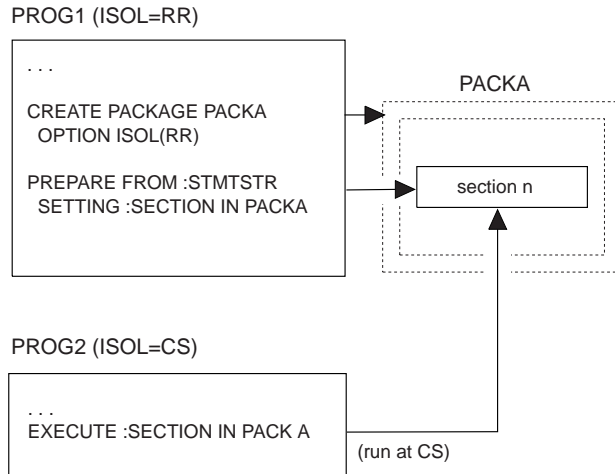 PROG1 (ISOL=RR)
. . .
CREATE PACKAGE PACKA
OPTION ISOL(RR)
PREPARE FROM :STMTSTR
SETTING :SECTION IN PACKA
PACKA
section n
PROG2 (ISOL=CS)
. . .
EXECUTE :SECTION IN PACK A
(run at CS)